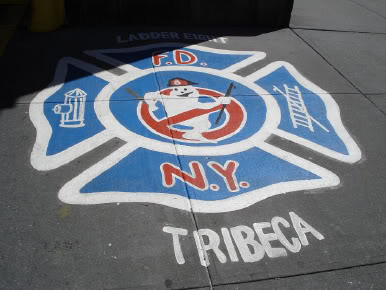 LADDER EIGHT
F.D.
N.Y.
TRIBECA